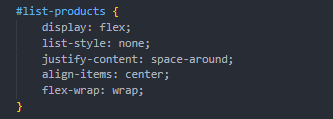 #list-products {
    display: flex;
    list-style: none;
    justify-content: space-around;
    align-items: center;
    flex-wrap: wrap;
}